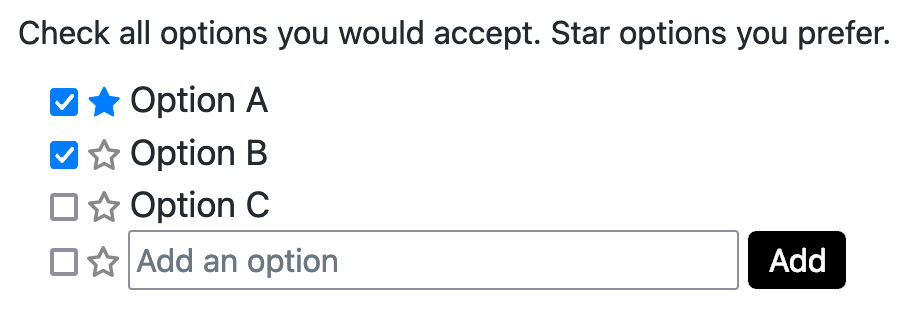 Check all options you would accept. Star options you prefer.
Option A
Option B
Option C
Add an option Add